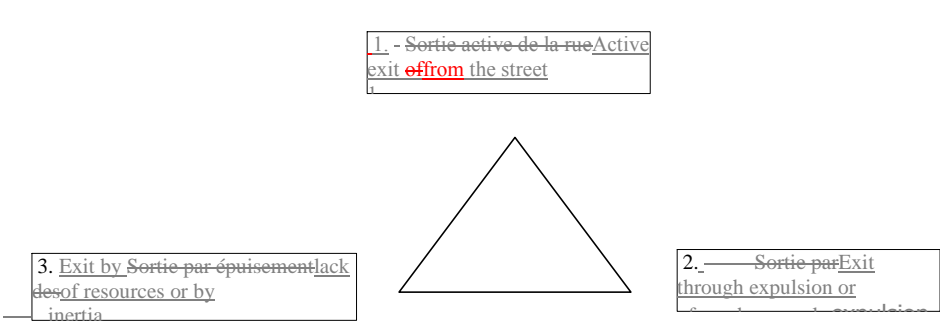 1. - Sortie active de la rueActive
exit offrom the street
3. Exit by Sortie par épuisementlack
desof resources or by
inertia
2. Sortie parExit
through expulsion or
expulsion